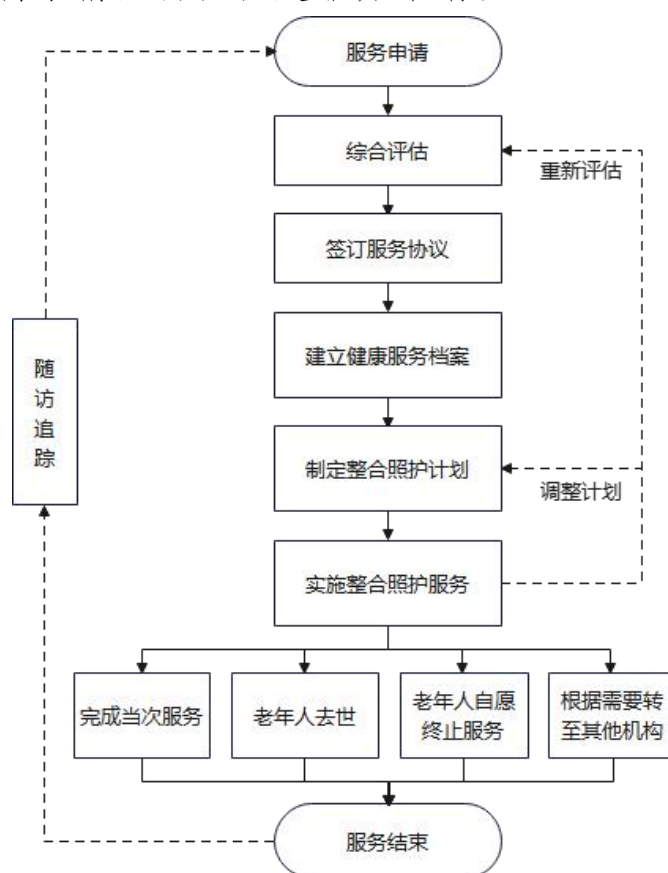 服务申请
综合评估
重新评估
签订服务协议
建立健康服务档案
随
访
追
踪
制定整合照护计划
调整计划
实施整合照护服务
完成当次服务
老年人去世
老年人自愿
终止服务
根据需要转
至其他机构
服务结束